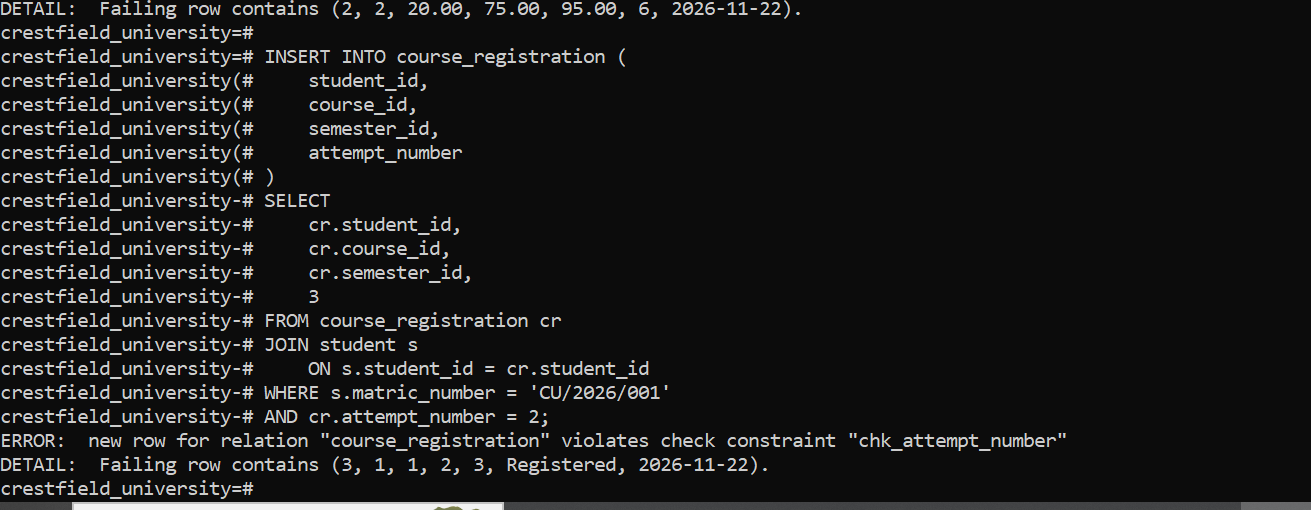 DETAIL:  Failing row contains (2, 2, 20.00, 75.00, 95.00, 6, 2026-11-22).
crestfield_university=#
crestfield_university=# INSERT INTO course_registration (
crestfield_university(#     student_id,
crestfield_university(#     course_id,
crestfield_university(#     semester_id,
crestfield_university(#     attempt_number
crestfield_university(# )
crestfield_university-# SELECT
crestfield_university-#     cr.student_id,
crestfield_university-#     cr.course_id,
crestfield_university-#     cr.semester_id,
crestfield_university-#     3
crestfield_university-# FROM course_registration cr
crestfield_university-# JOIN student s
crestfield_university-#     ON s.student_id = cr.student_id
crestfield_university-# WHERE s.matric_number = 'CU/2026/001'
crestfield_university-# AND cr.attempt_number = 2;
ERROR:  new row for relation "course_registration" violates check constraint "chk_attempt_number"
DETAIL:  Failing row contains (3, 1, 1, 2, 3, Registered, 2026-11-22).
crestfield_university=#